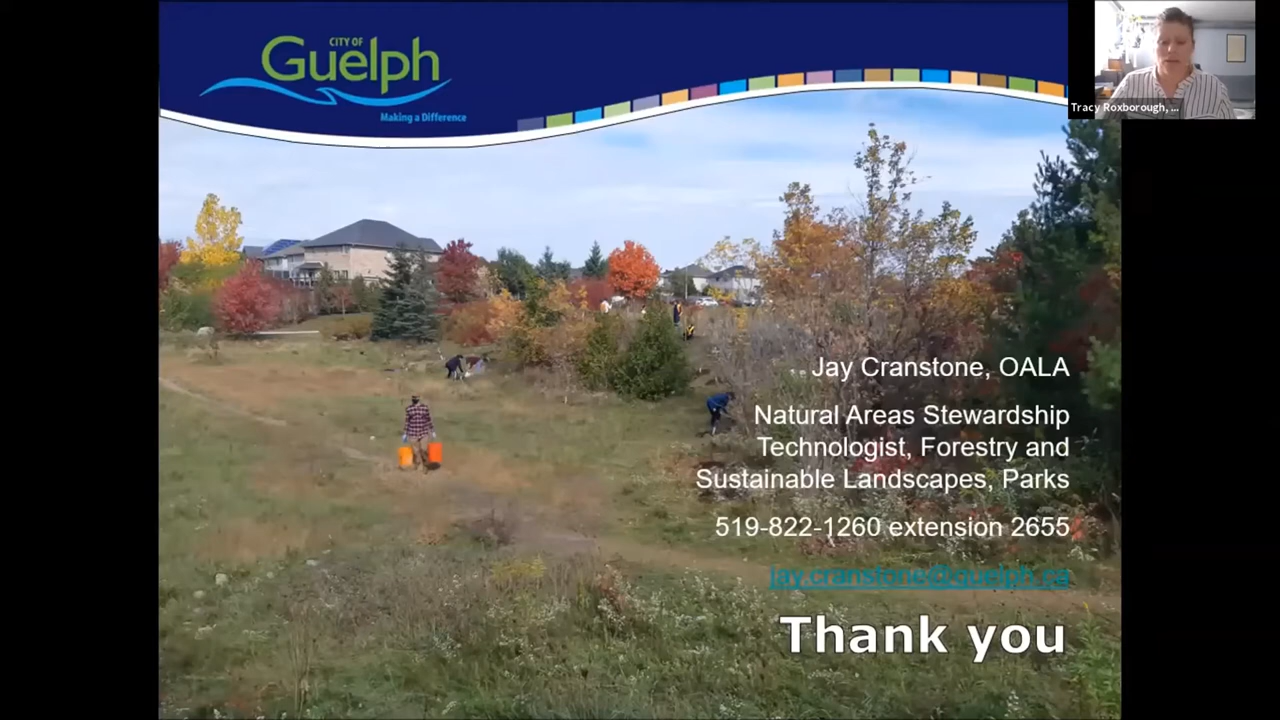 CITY OF
Guelph
Making a Difference
Tracy Roxborough, ...
Jay Cranstone, OALA
Natural Areas Stewardship
Technologist, Forestry and
Sustainable Landscapes, Parks
519-822-1260 extension 2655
jay.cranstone@guelph.ca
Thank you